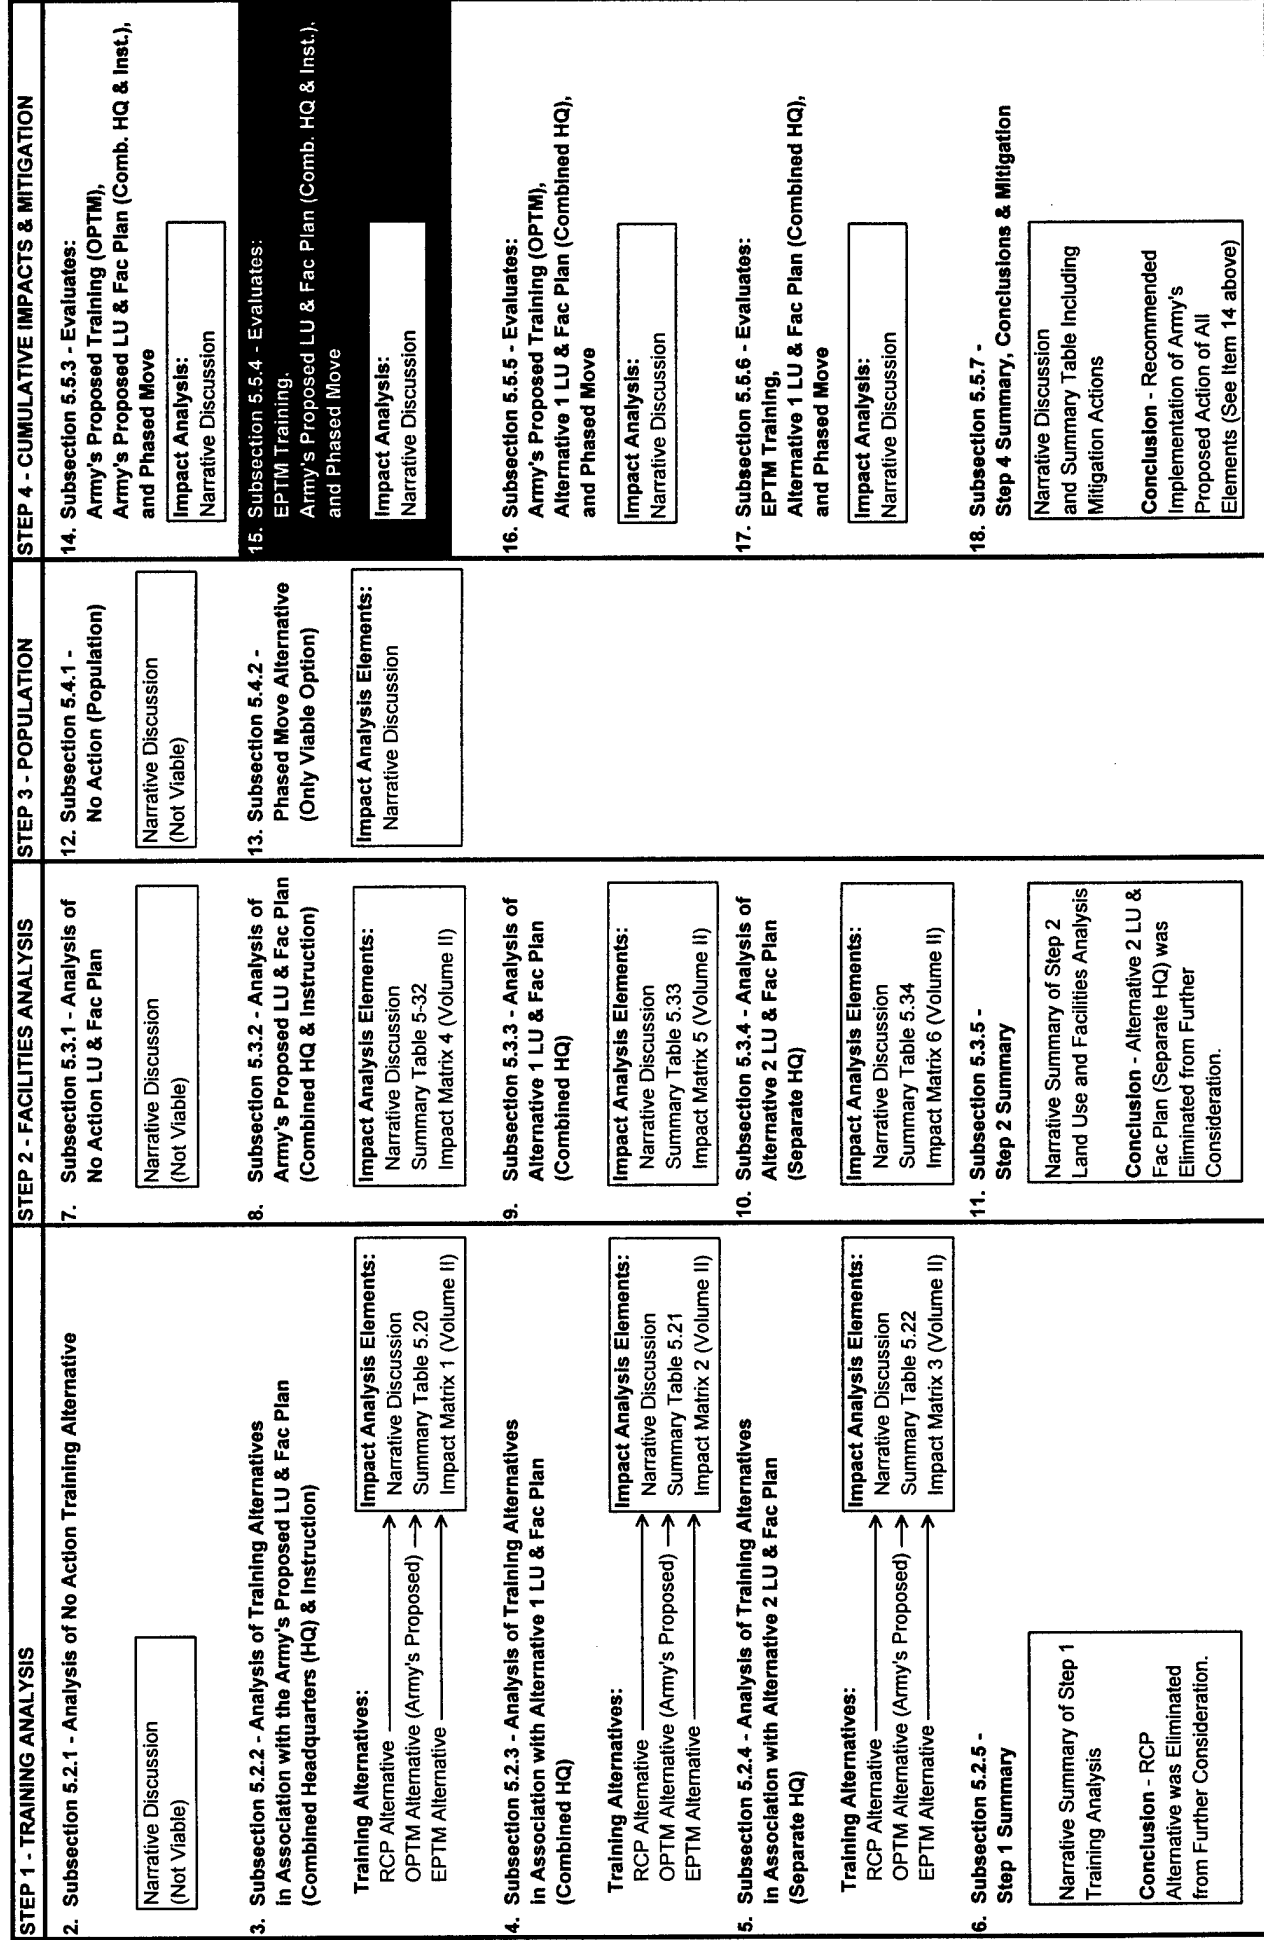 STEP 1 - TRAINING ANALYSIS
2. Subsection 5.2.1 - Analysis of No Action Training Alternative
Narrative Discussion
(Not Viable)
3. Subsection 5.2.2 - Analysis of Training Alternatives
in Association with the Army's Proposed LU & Fac Plan
(Combined Headquarters (HQ) & Instruction)
Training Alternatives:
RCP Alternative
OPTM Alternative (Army's Proposed)
EPTM Alternative
Impact Analysis Elements:
Narrative Discussion
Summary Table 5.20
Impact Matrix 1 (Volume II)
4. Subsection 5.2.3 - Analysis of Training Alternatives
in Association with Alternative 1 LU & Fac Plan
(Combined HQ)
Training Alternatives:
RCP Alternative
OPTM Alternative (Army's Proposed)
EPTM Alternative
Impact Analysis Elements:
Narrative Discussion
Summary Table 5.21
Impact Matrix 2 (Volume II)
5. Subsection 5.2.4 - Analysis of Training Alternatives
in Association with Alternative 2 LU & Fac Plan
(Separate HQ)
Training Alternatives:
RCP Alternative
OPTM Alternative (Army's Proposed)
EPTM Alternative
Impact Analysis Elements:
Narrative Discussion
Summary Table 5.22
Impact Matrix 3 (Volume II)
6. Subsection 5.2.5 -
Step 1 Summary
Narrative Summary of Step 1
Training Analysis
Conclusion - RCP
Alternative was Eliminated
from Further Consideration.
STEP 2 - FACILITIES ANALYSIS
7. Subsection 5.3.1 - Analysis of
No Action LU & Fac Plan
Narrative Discussion
(Not Viable)
8. Subsection 5.3.2 - Analysis of
Army's Proposed LU & Fac Plan
(Combined HQ & Instruction)
Impact Analysis Elements:
Narrative Discussion
Summary Table 5-32
Impact Matrix 4 (Volume II)
9. Subsection 5.3.3 - Analysis of
Alternative 1 LU & Fac Plan
(Combined HQ)
Impact Analysis Elements:
Narrative Discussion
Summary Table 5.33
Impact Matrix 5 (Volume II)
10. Subsection 5.3.4 - Analysis of
Alternative 2 LU & Fac Plan
(Separate HQ)
Impact Analysis Elements:
Narrative Discussion
Summary Table 5.34
Impact Matrix 6 (Volume II)
11. Subsection 5.3.5 -
Step 2 Summary
Narrative Summary of Step 2
Land Use and Facilities Analysis
Conclusion - Alternative 2 LU &
Fac Plan (Separate HQ) was
Eliminated from Further
Consideration.
STEP 3 - POPULATION
12. Subsection 5.4.1 -
No Action (Population)
Narrative Discussion
(Not Viable)
13. Subsection 5.4.2 -
Phased Move Alternative
(Only Viable Option)
Impact Analysis Elements:
Narrative Discussion
STEP 4 - CUMULATIVE IMPACTS & MITIGATION
14. Subsection 5.5.3 - Evaluates:
Army's Proposed Training (OPTM),
Army's Proposed LU & Fac Plan (Comb. HQ & Inst.),
and Phased Move
Impact Analysis:
Narrative Discussion
15. Subsection 5.5.4 - Evaluates:
EPTM Training.
Army's Proposed LU & Fac Plan (Comb. HQ & Inst.).
and Phased Move
Impact Analysis:
Narrative Discussion
16. Subsection 5.5.5 - Evaluates:
Army's Proposed Training (OPTM),
Alternative 1 LU & Fac Plan (Combined HQ),
and Phased Move
Impact Analysis:
Narrative Discussion
17. Subsection 5.5.6 - Evaluates:
EPTM Training,
Alternative 1 LU & Fac Plan (Combined HQ),
and Phased Move
Impact Analysis:
Narrative Discussion
18. Subsection 5.5.7 -
Step 4 Summary, Conclusions & Mitigation
Narrative Discussion
and Summary Table Including
Mitigation Actions
Conclusion - Recommended
Implementation of Army's
Proposed Action of All
Elements (See Item 14 above)